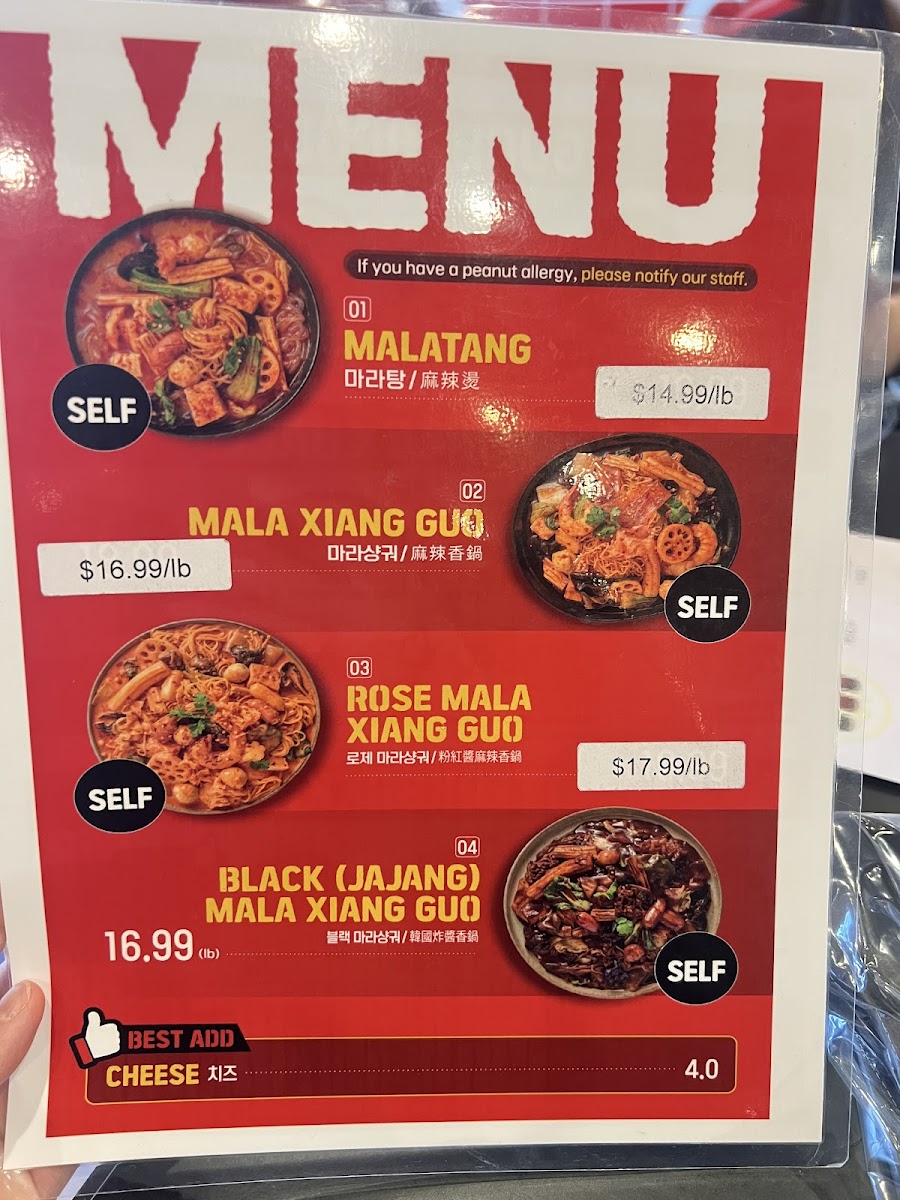 MENU
If you have a peanut allergy, please notify our staff.
01
MALATANG
마라탕/麻辣燙
$14.99/lb
SELF
02
MALA XIANG GUO
마라샹궈/麻辣香鍋
$16.99/lb
SELF
03
ROSE MALA
XIANG GUO
로제 마라샹궈/粉紅醬麻辣香鍋
$17.99/lb
SELF
04
BLACK (JAJANG)
MALA XIANG GUO
블랙 마라샹궈/韓國炸醬香鍋
16.99 (lb)
SELF
BEST ADD
CHEESE 치즈 4.0